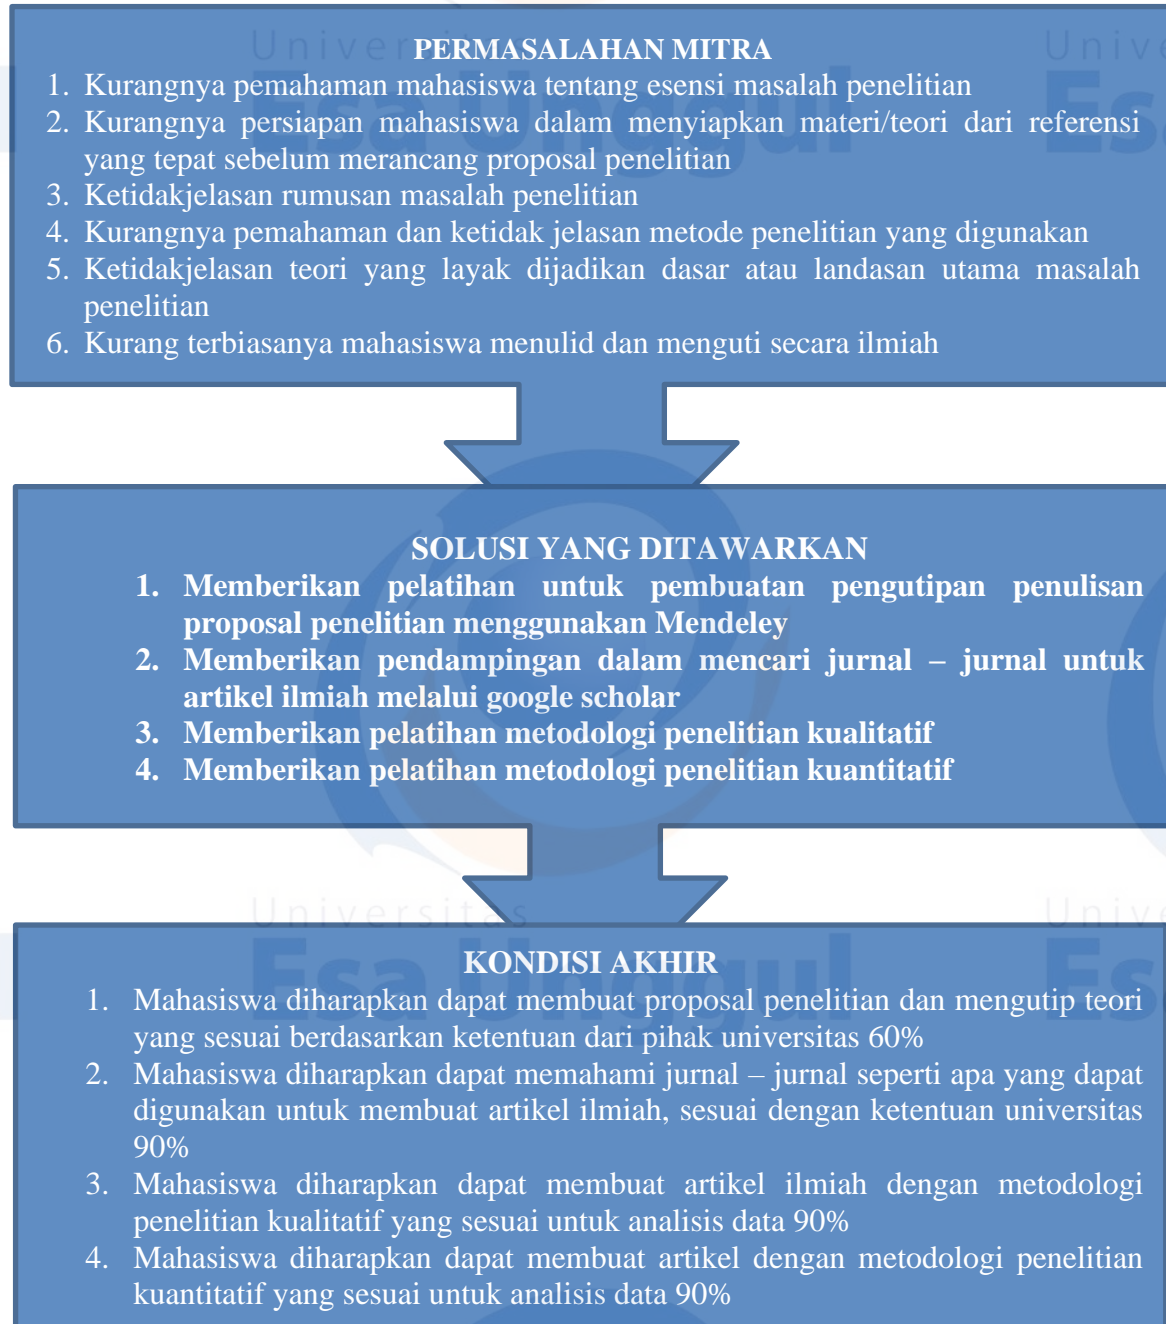 PERMASALAHAN MITRA
1. Kurangnya pemahaman mahasiswa tentang esensi masalah penelitian
2. Kurangnya persiapan mahasiswa dalam menyiapkan materi/teori dari referensi
yang tepat sebelum merancang proposal penelitian
3. Ketidakjelasan rumusan masalah penelitian
4. Kurangnya pemahaman dan ketidak jelasan metode penelitian yang digunakan
5. Ketidakjelasan teori yang layak dijadikan dasar atau landasan utama masalah
penelitian
6. Kurang terbiasanya mahasiswa menulid dan menguti secara ilmiah
SOLUSI YANG DITAWARKAN
1. Memberikan pelatihan untuk pembuatan pengutipan penulisan
proposal penelitian menggunakan Mendeley
2. Memberikan pendampingan dalam mencari jurnal – jurnal untuk
artikel ilmiah melalui google scholar
3. Memberikan pelatihan metodologi penelitian kualitatif
4. Memberikan pelatihan metodologi penelitian kuantitatif
Universitas
Esa Unggul
KONDISI AKHIR
1. Mahasiswa diharapkan dapat membuat proposal penelitian dan mengutip teori
yang sesuai berdasarkan ketentuan dari pihak universitas 60%
2. Mahasiswa diharapkan dapat memahami jurnal – jurnal seperti apa yang dapat
digunakan untuk membuat artikel ilmiah, sesuai dengan ketentuan universitas
90%
3. Mahasiswa diharapkan dapat membuat artikel ilmiah dengan metodologi
penelitian kualitatif yang sesuai untuk analisis data 90%
4. Mahasiswa diharapkan dapat membuat artikel dengan metodologi penelitian
kuantitatif yang sesuai untuk analisis data 90%